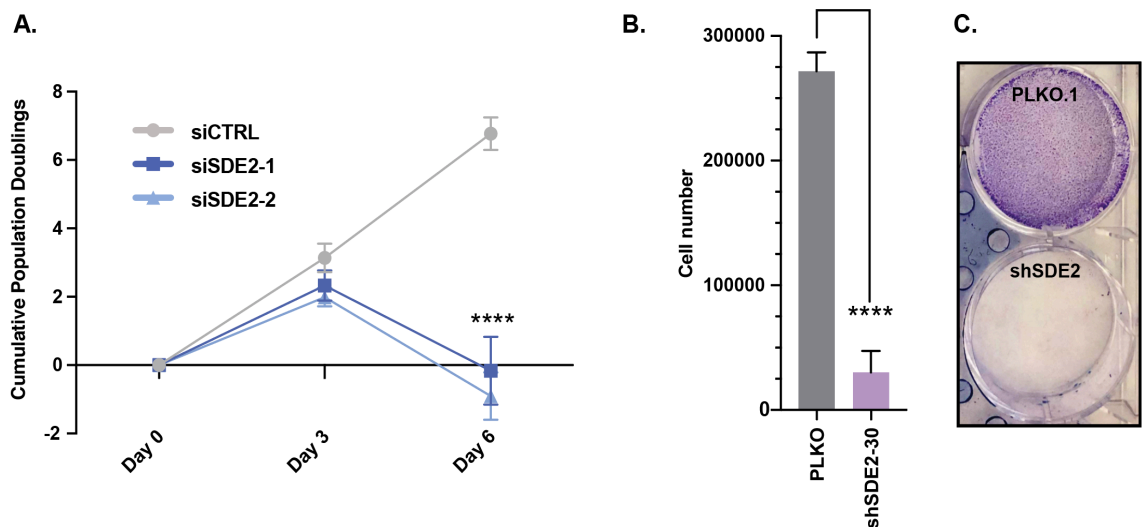 A.
Cumulative Population Doublings
8
6
4
2
0
-2
siCTRL
siSDE2-1
siSDE2-2
****
Day 0
Day 3
Day 6
B.
Cell number
300000
200000
100000
0
****
PLKO
shSDE2-30
C.
PLKO.1
shSDE2